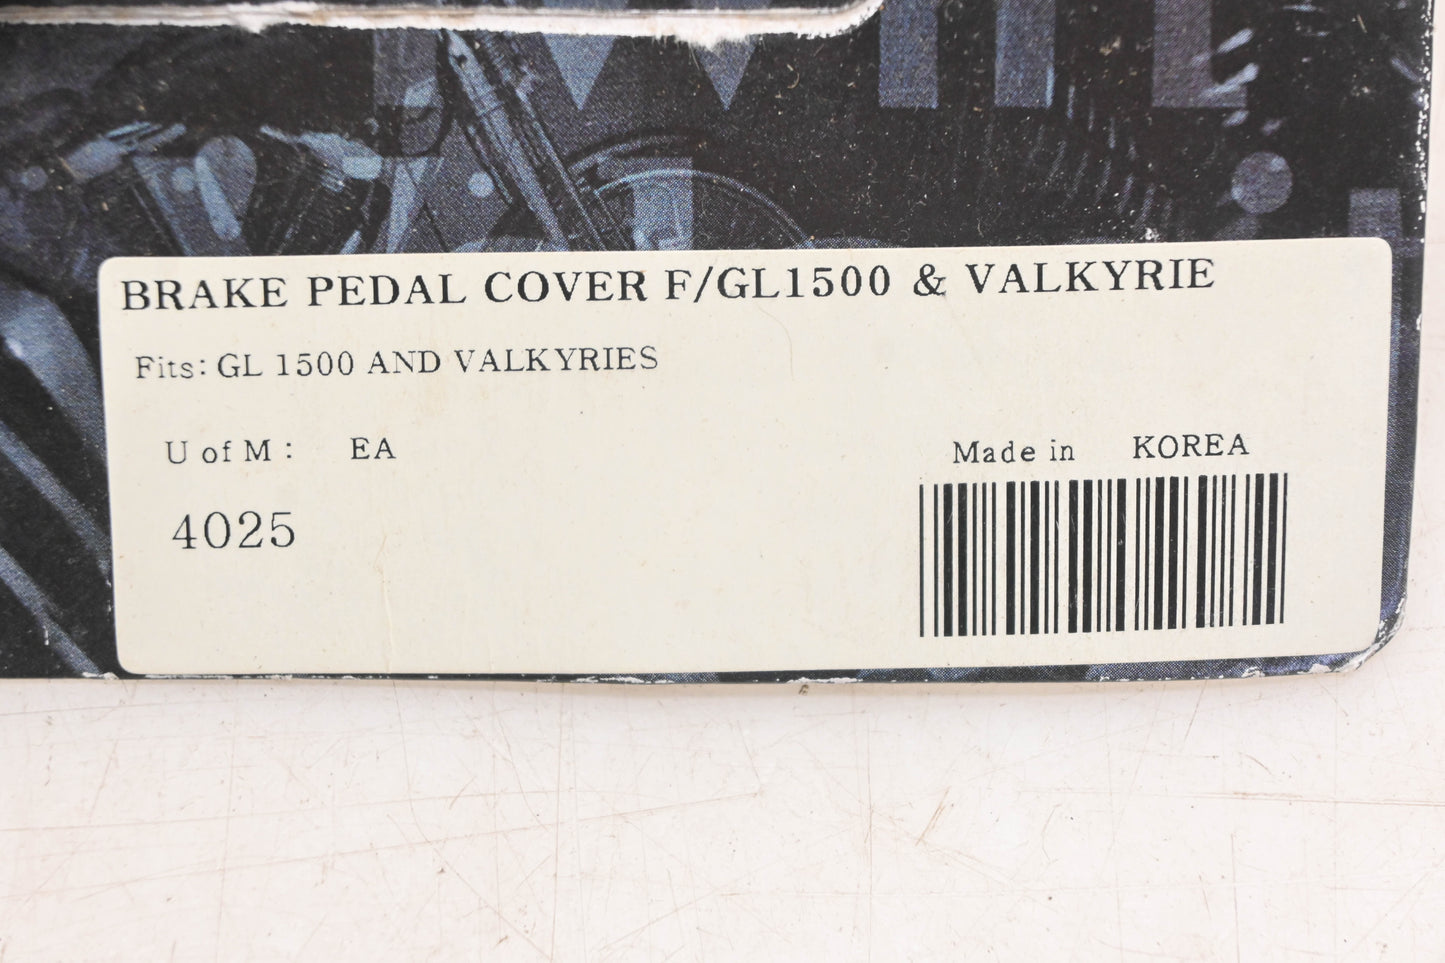 BRAKE PEDAL COVER F/GL1500 & VALKYRIE
Fits: GL 1500 AND VALKYRIES
U of M : EA
Made in KOREA
4025